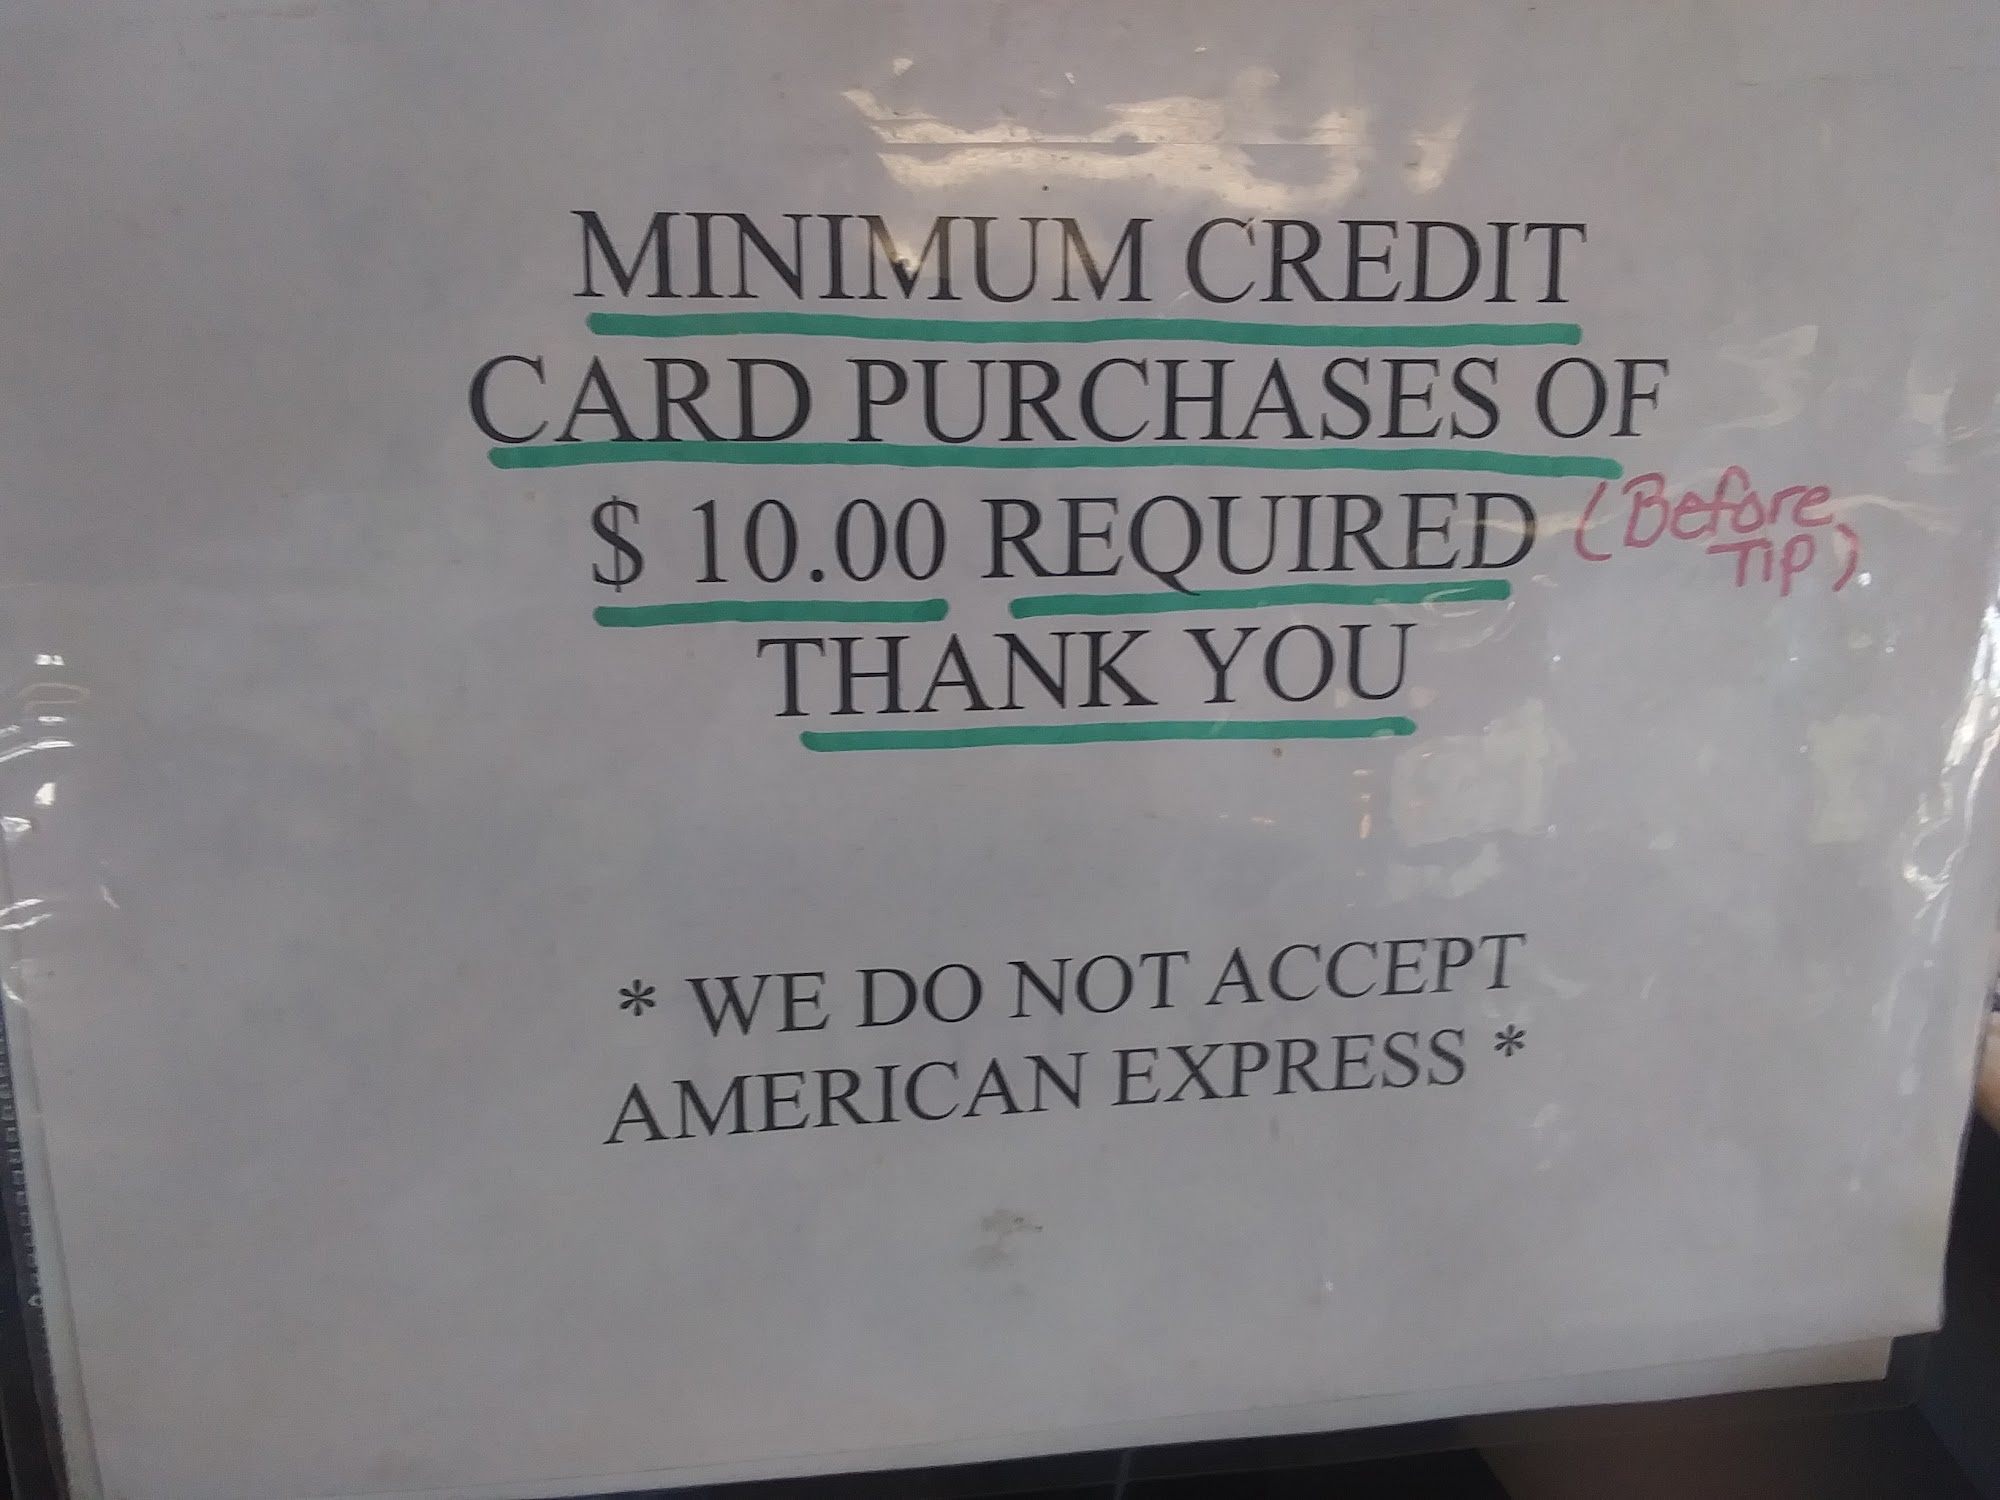 MINIMUM CREDIT
CARD PURCHASES OF
$ 10.00 REQUIRED (Before
TIP)
THANK YOU
* WE DO NOT ACCEPT
AMERICAN EXPRESS *